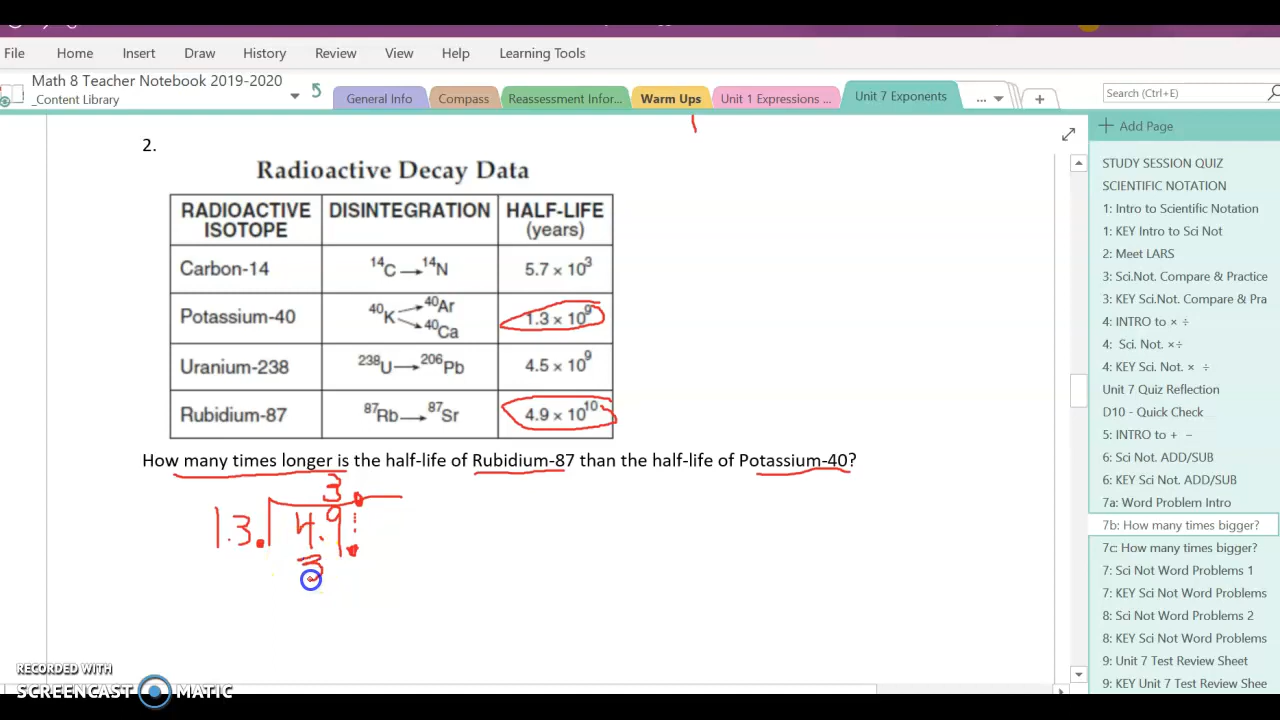 File Home Insert Draw History Review View Help Learning Tools
Math 8 Teacher Notebook 2019-2020
_Content Library
General Info Compass Reassessment Infor... Warm Ups Unit 1 Expressions ... Unit 7 Exponents ... +
Search (Ctrl+E)
Add Page
STUDY SESSION QUIZ
SCIENTIFIC NOTATION
1: Intro to Scientific Notation
1: KEY Intro to Sci Not
2: Meet LARS
3: Sci.Not. Compare & Practice
3: KEY Sci.Not. Compare & Pra
4: INTRO to × ÷
4: Sci. Not. ×÷
4: KEY Sci. Not. × ÷
Unit 7 Quiz Reflection
D10 - Quick Check
5: INTRO to + −
6: Sci Not. ADD/SUB
6: KEY Sci Not. ADD/SUB
7a: Word Problem Intro
7b: How many times bigger?
7c: How many times bigger?
7: Sci Not Word Problems 1
7: KEY Sci Not Word Problems
8: Sci Not Word Problems 2
8: KEY Sci Not Word Problems
9: Unit 7 Test Review Sheet
9: KEY Unit 7 Test Review Shee
2.
Radioactive Decay Data
RADIOACTIVE ISOTOPE DISINTEGRATION HALF-LIFE (years)
Carbon-14 ¹⁴C → ¹⁴N 5.7 × 10³
Potassium-40 ⁴⁰K → ⁴⁰Ar ⁴⁰Ca 1.3 × 10⁹
Uranium-238 ²³⁸U → ²⁰⁶Pb 4.5 × 10⁹
Rubidium-87 ⁸⁷Rb → ⁸⁷Sr 4.9 × 10¹⁰
How many times longer is the half-life of Rubidium-87 than the half-life of Potassium-40?
3
1.3. 4.9.
3
RECORDED WITH
SCREENCAST MATIC